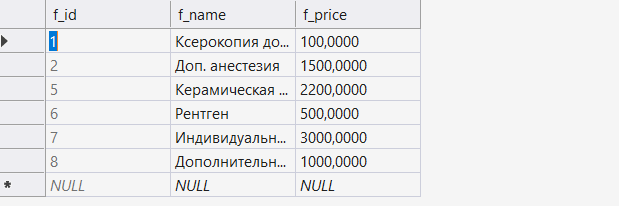 f_id f_name f_price
1 Ксерокопия до... 100,0000
2 Доп. анестезия 1500,0000
5 Керамическая ... 2200,0000
6 Рентген 500,0000
7 Индивидуальн... 3000,0000
8 Дополнительн... 1000,0000
* NULL NULL NULL